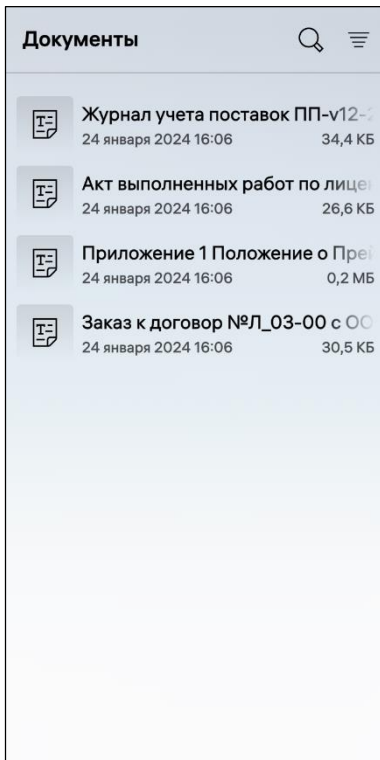 Документы
Журнал учета поставок ПП-v12-
24 января 2024 16:06 34,4 КБ
Акт выполненных работ по лице
24 января 2024 16:06 26,6 КБ
Приложение 1 Положение о Пре
24 января 2024 16:06 0,2 МБ
Заказ к договор №Л_03-00 с ОО
24 января 2024 16:06 30,5 КБ